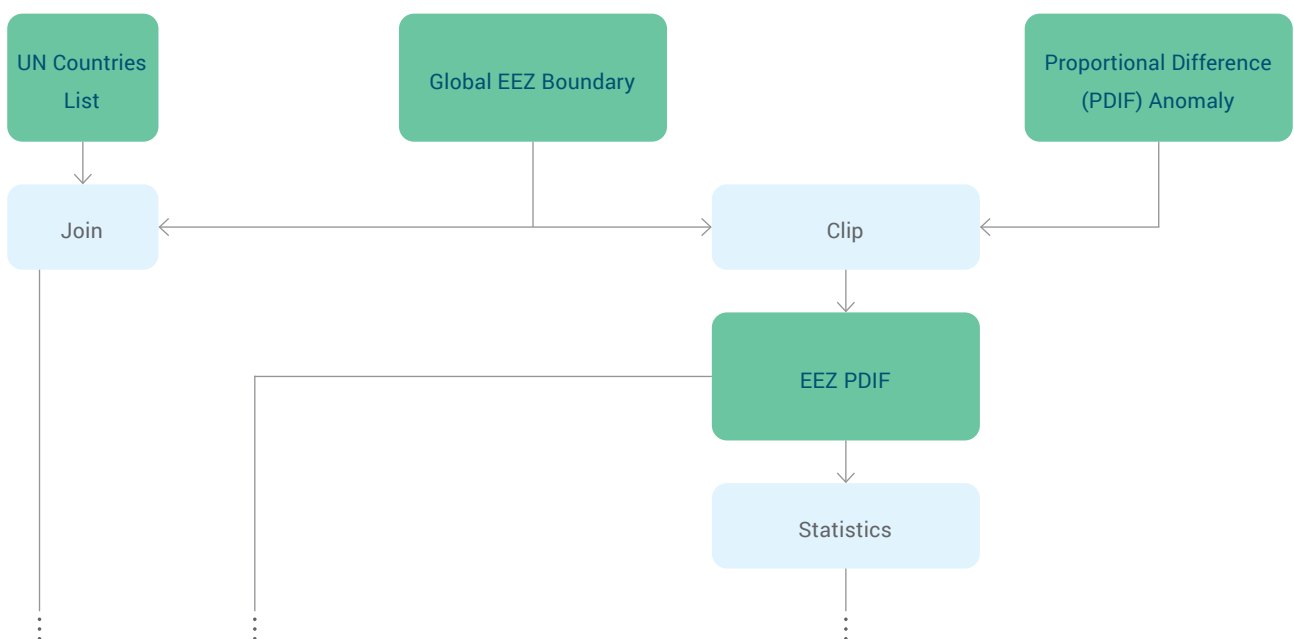 UN Countries
List
Global EEZ Boundary
Proportional Difference
(PDIF) Anomaly
Join
Clip
EEZ PDIF
Statistics